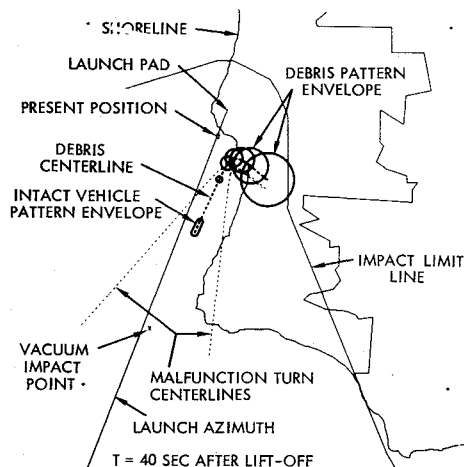 SHORELINE
LAUNCH PAD
DEBRIS PATTERN
ENVELOPE
PRESENT POSITION
DEBRIS
CENTERLINE
INTACT VEHICLE
PATTERN ENVELOPE
IMPACT LIMIT
LINE
VACUUM
IMPACT
POINT
MALFUNCTION TURN
CENTERLINES
LAUNCH AZIMUTH
T = 40 SEC AFTER LIFT-OFF